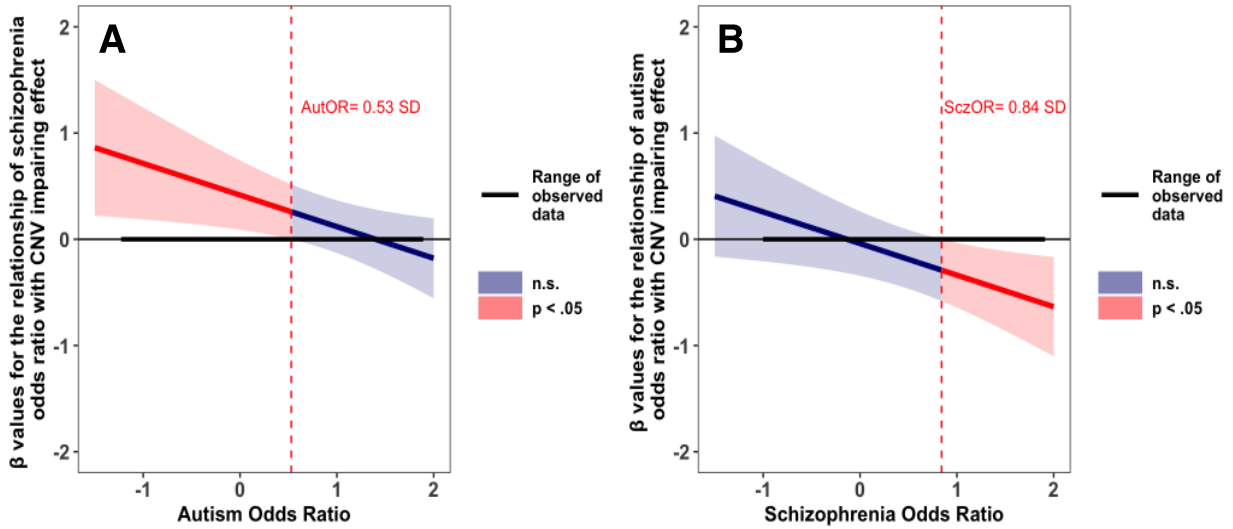 A
β values for the relationship of schizophrenia
odds ratio with CNV impairing effect
2
1
0
-1
-2
AutOR= 0.53 SD
-1
0
1
2
Autism Odds Ratio
Range of
observed
data
n.s.
p < .05
B
β values for the relationship of autism
odds ratio with CNV impairing effect
2
1
0
-1
-2
SczOR= 0.84 SD
-1
0
1
2
Schizophrenia Odds Ratio
Range of
observed
data
n.s.
p < .05